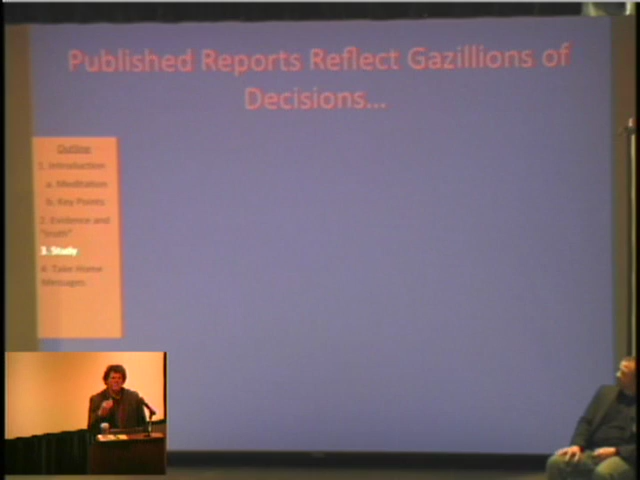 Published Reports Reflect Gazillions of
Decisions...
Outline
1. Introduction
a. Meditation
b. Key Points
2. Evidence and
"truth"
3. Study
4. Take Home
Messages